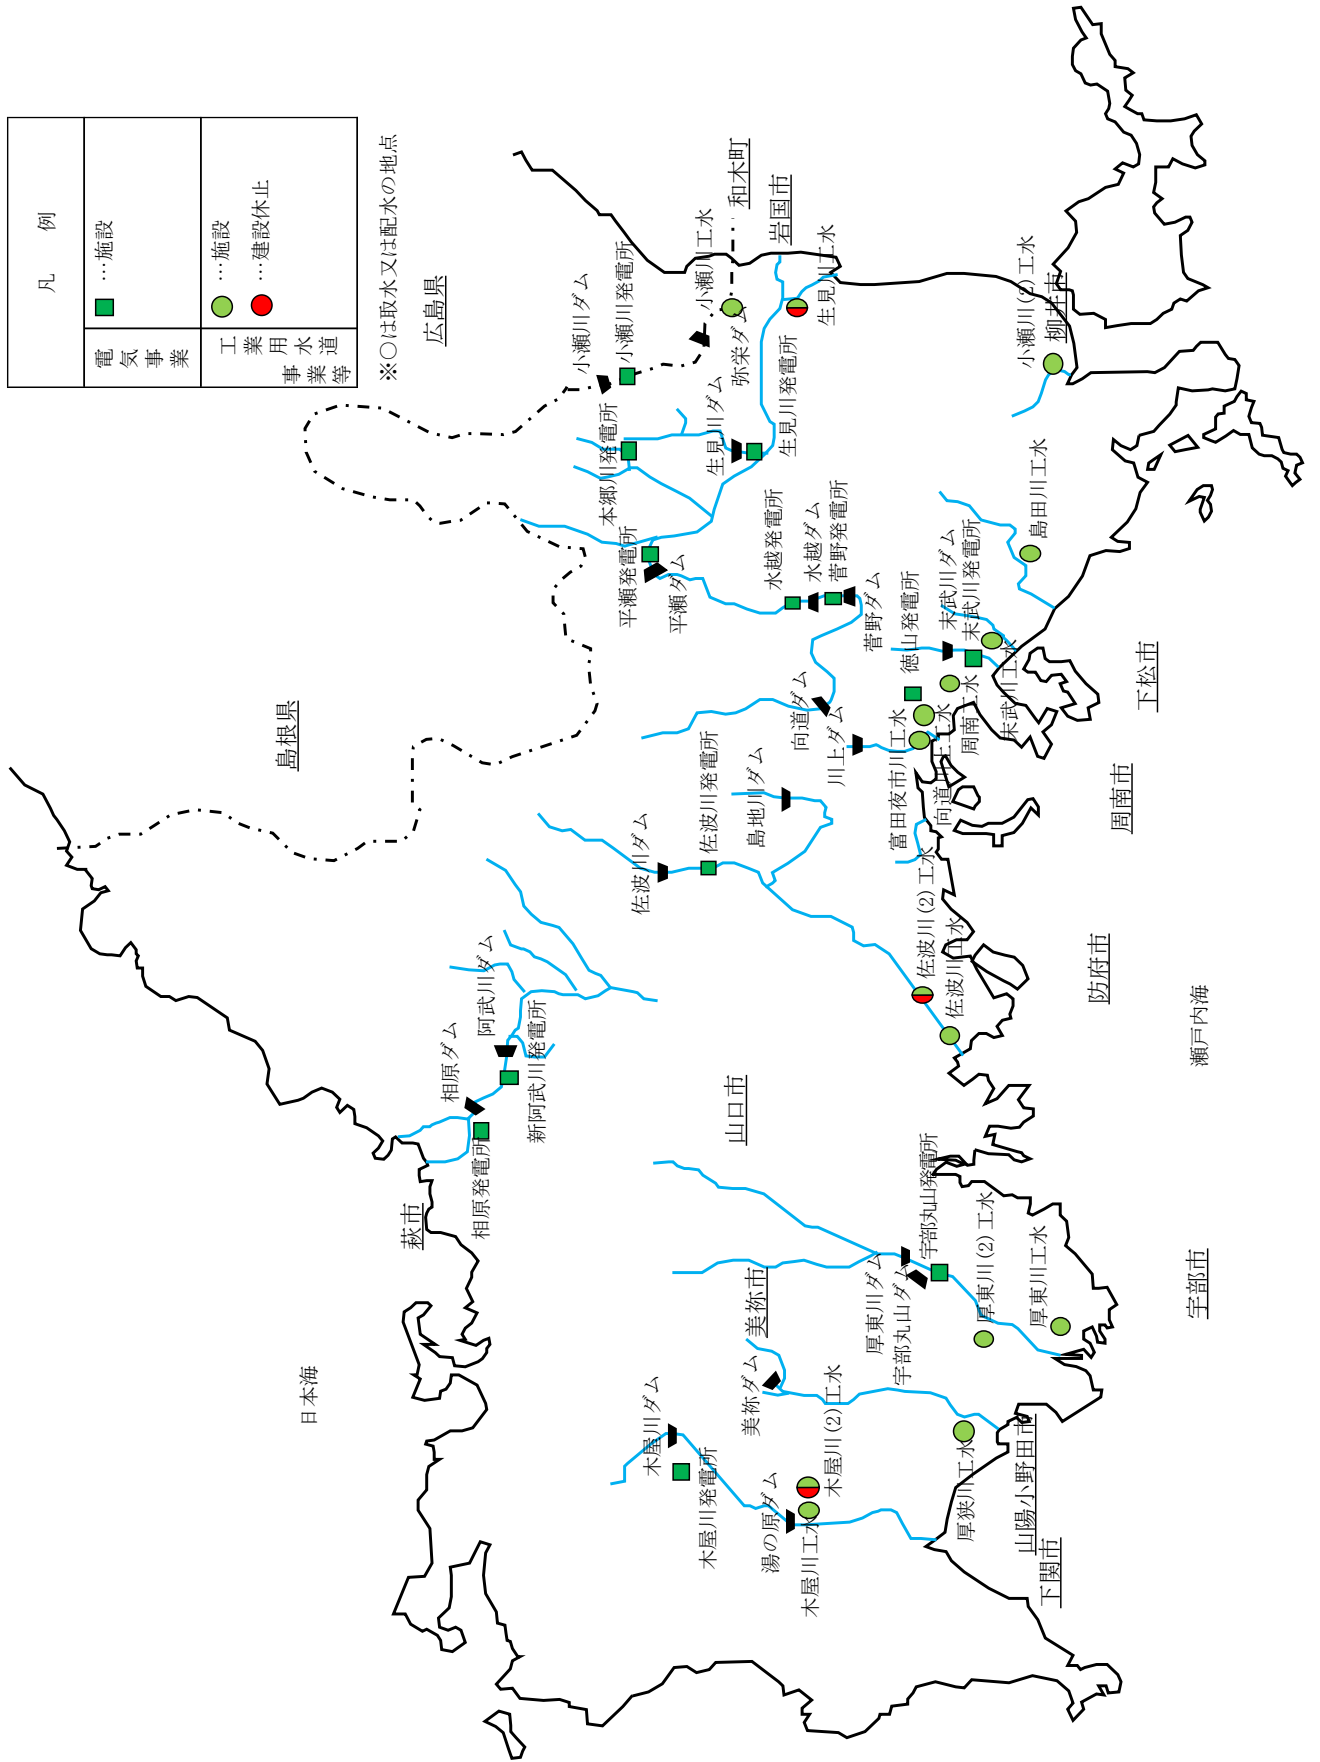 凡　例
電気事業
…施設
工業用水道事業等
…施設
…建設休止
※○は取水又は配水の地点
広島県
島根県
日本海
瀬戸内海
和木町
岩国市
柳井市
下松市
周南市
防府市
山口市
萩市
美祢市
宇部市
山陽小野田市
下関市
小瀬川ダム
小瀬川発電所
小瀬川工水
弥栄ダム
生見川工水
生見川ダム
生見川発電所
本郷川発電所
小瀬川(2)工水
平瀬発電所
平瀬ダム
水越発電所
水越ダム
菅野発電所
菅野ダム
島田川工水
末武川ダム
末武川発電所
末武川工水
徳山発電所
周南工水
向道ダム
川上ダム
富田夜市川工水
向道川上工水
佐波川発電所
島地川ダム
佐波川ダム
佐波川(2)工水
佐波川工水
阿武川ダム
新阿武川発電所
相原ダム
相原発電所
宇部丸山発電所
厚東川ダム
宇部丸山ダム
厚東川(2)工水
厚東川工水
美祢ダム
木屋川ダム
木屋川発電所
湯の原ダム
木屋川(2)工水
木屋川工水
厚狭川工水